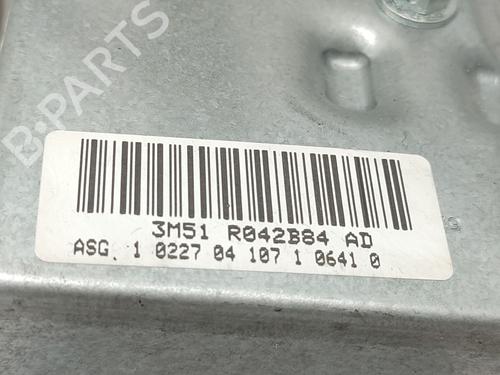 B-PARTS
3M51 R042B84 AD
ASG. 1 0227 04 107 1 0641 0